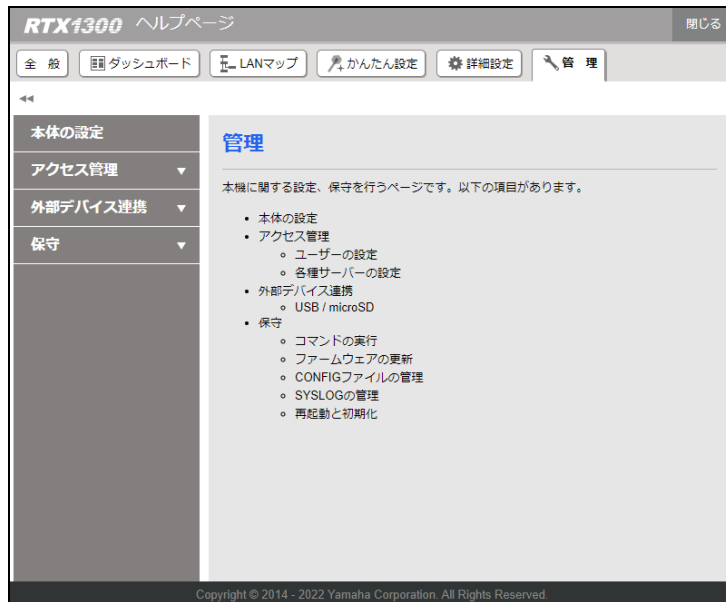 RTX1300 ヘルプページ
閉じる
全 般
ダッシュボード
LANマップ
かんたん設定
詳細設定
管 理
本体の設定
アクセス管理
外部デバイス連携
保守
管理
本機に関する設定、保守を行うページです。以下の項目があります。
本体の設定
アクセス管理
ユーザーの設定
各種サーバーの設定
外部デバイス連携
USB / microSD
保守
コマンドの実行
ファームウェアの更新
CONFIGファイルの管理
SYSLOGの管理
再起動と初期化
Copyright © 2014 - 2022 Yamaha Corporation. All Rights Reserved.